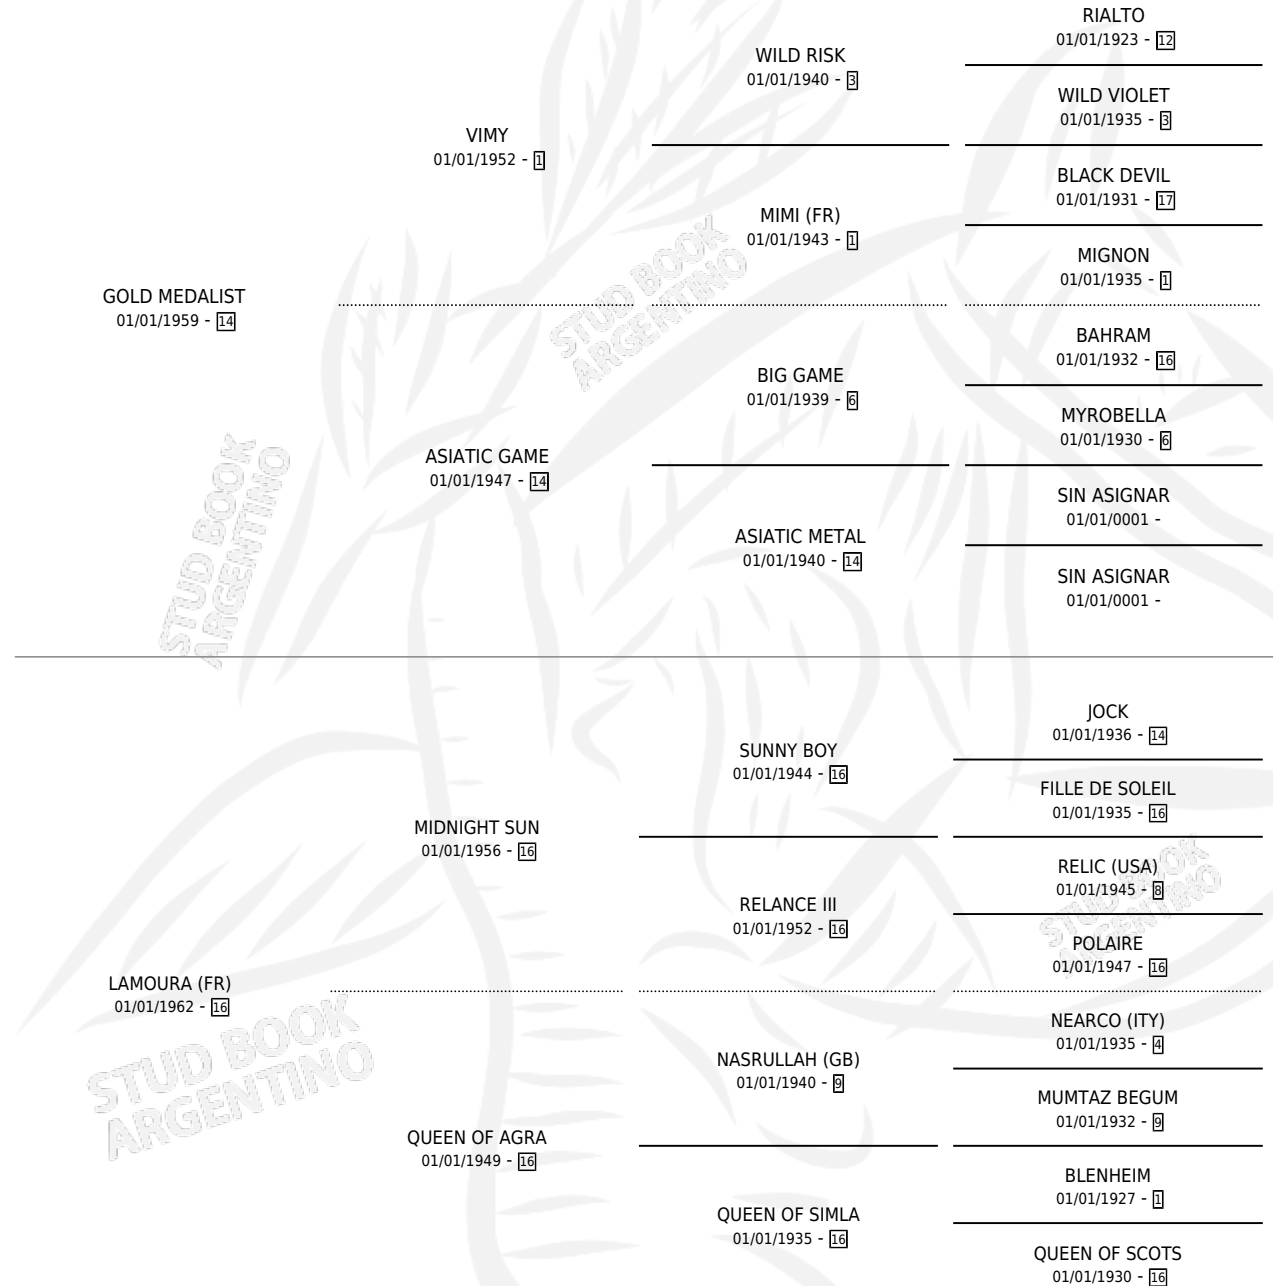 RIALTO
01/01/1923 - 12
WILD RISK
01/01/1940 - 3
WILD VIOLET
01/01/1935 - 3
VIMY
01/01/1952 - 1
BLACK DEVIL
01/01/1931 - 17
MIMI (FR)
01/01/1943 - 1
MIGNON
01/01/1935 - 1
GOLD MEDALIST
01/01/1959 - 14
STUD BOOK
ARGENTINO
BAHRAM
01/01/1932 - 16
BIG GAME
01/01/1939 - 6
MYROBELLA
01/01/1930 - 6
ASIATIC GAME
01/01/1947 - 14
STUD BOOK
ARGENTINO
SIN ASIGNAR
01/01/0001 -
ASIATIC METAL
01/01/1940 - 14
SIN ASIGNAR
01/01/0001 -
JOCK
01/01/1936 - 14
SUNNY BOY
01/01/1944 - 16
FILLE DE SOLEIL
01/01/1935 - 16
MIDNIGHT SUN
01/01/1956 - 16
RELIC (USA)
01/01/1945 - 8
STUD BOOK
ARGENTINO
RELANCE III
01/01/1952 - 16
POLAIRE
01/01/1947 - 16
LAMOURA (FR)
01/01/1962 - 16
STUD BOOK
ARGENTINO
NEARCO (ITY)
01/01/1935 - 4
NASRULLAH (GB)
01/01/1940 - 9
MUMTAZ BEGUM
01/01/1932 - 9
QUEEN OF AGRA
01/01/1949 - 16
BLENHEIM
01/01/1927 - 1
QUEEN OF SIMLA
01/01/1935 - 16
QUEEN OF SCOTS
01/01/1930 - 16